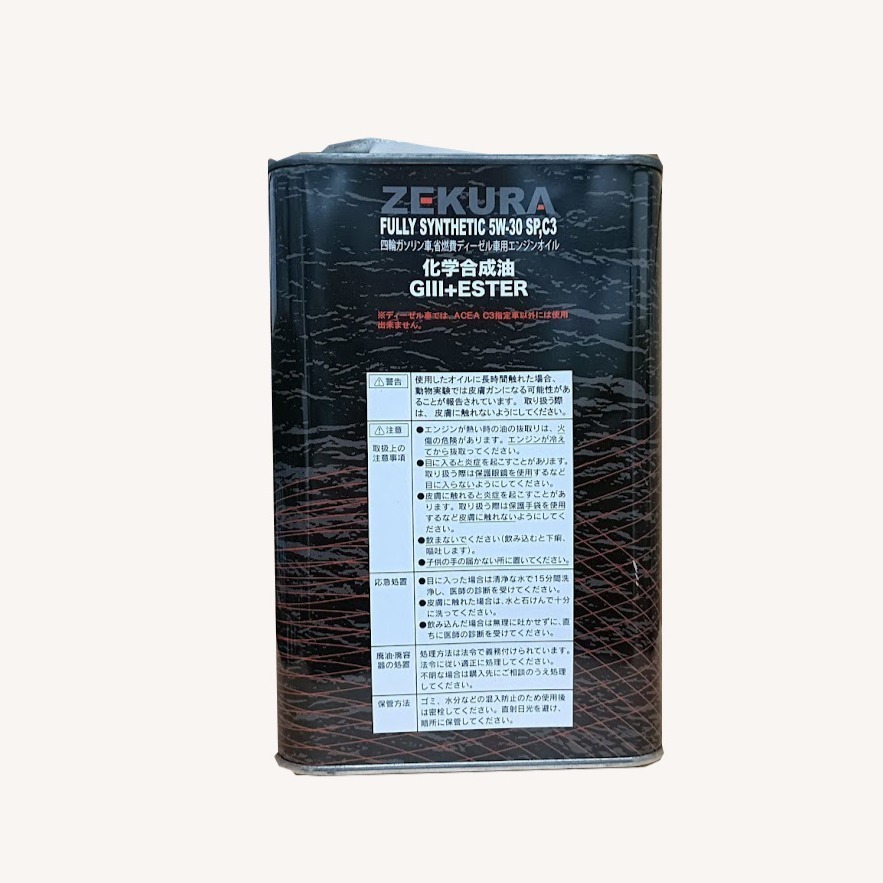 ZEKURA
FULLY SYNTHETIC 5W-30 SP,C3
四輪ガソリン車,省燃費ディーゼル車用エンジンオイル
化学合成油
GIII+ESTER
※ディーゼル車では、ACEA C3指定車以外には使用
出来ません。
⚠警告
使用したオイルに長時間触れた場合、
動物実験では皮膚ガンになる可能性があ
ることが報告されています。取り扱う際
は、皮膚に触れないようにしてください。
⚠注意
取扱上の
注意事項
●エンジンが熱い時の油の抜取りは、火
傷の危険があります。エンジンが冷え
てから抜取ってください。
●目に入ると炎症を起こすことがあります。
取り扱う際は保護眼鏡を使用するなど
目に入らないようにしてください。
●皮膚に触れると炎症を起こすことがあ
ります。取り扱う際は保護手袋を使用
するなど皮膚に触れないようにしてく
ださい。
●飲まないでください(飲み込むと下痢、
嘔吐します)。
●子供の手の届かない所に置いてください。
応急処置
●目に入った場合は清浄な水で15分間洗
浄し、医師の診断を受けてください。
●皮膚に触れた場合は、水と石けんで十分
に洗ってください。
●飲み込んだ場合は無理に吐かせずに、直
ちに医師の診断を受けてください。
廃油・廃容
器の処置
処理方法は法令で義務付けられています。
法令に従い適正に処理してください。
不明な場合は購入先にご相談のうえ処理
してください。
保管方法
ゴミ、水分などの混入防止のため使用後
は密栓してください。直射日光を避け、
暗所に保管してください。